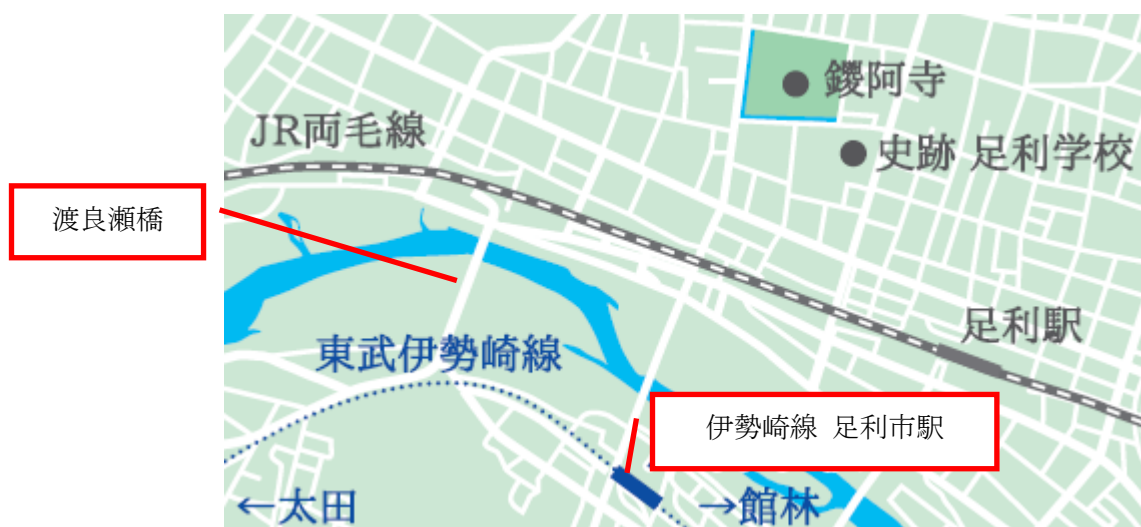 鑁阿寺
JR両毛線
史跡 足利学校
渡良瀬橋
足利駅
東武伊勢崎線
伊勢崎線 足利市駅
←太田
→館林